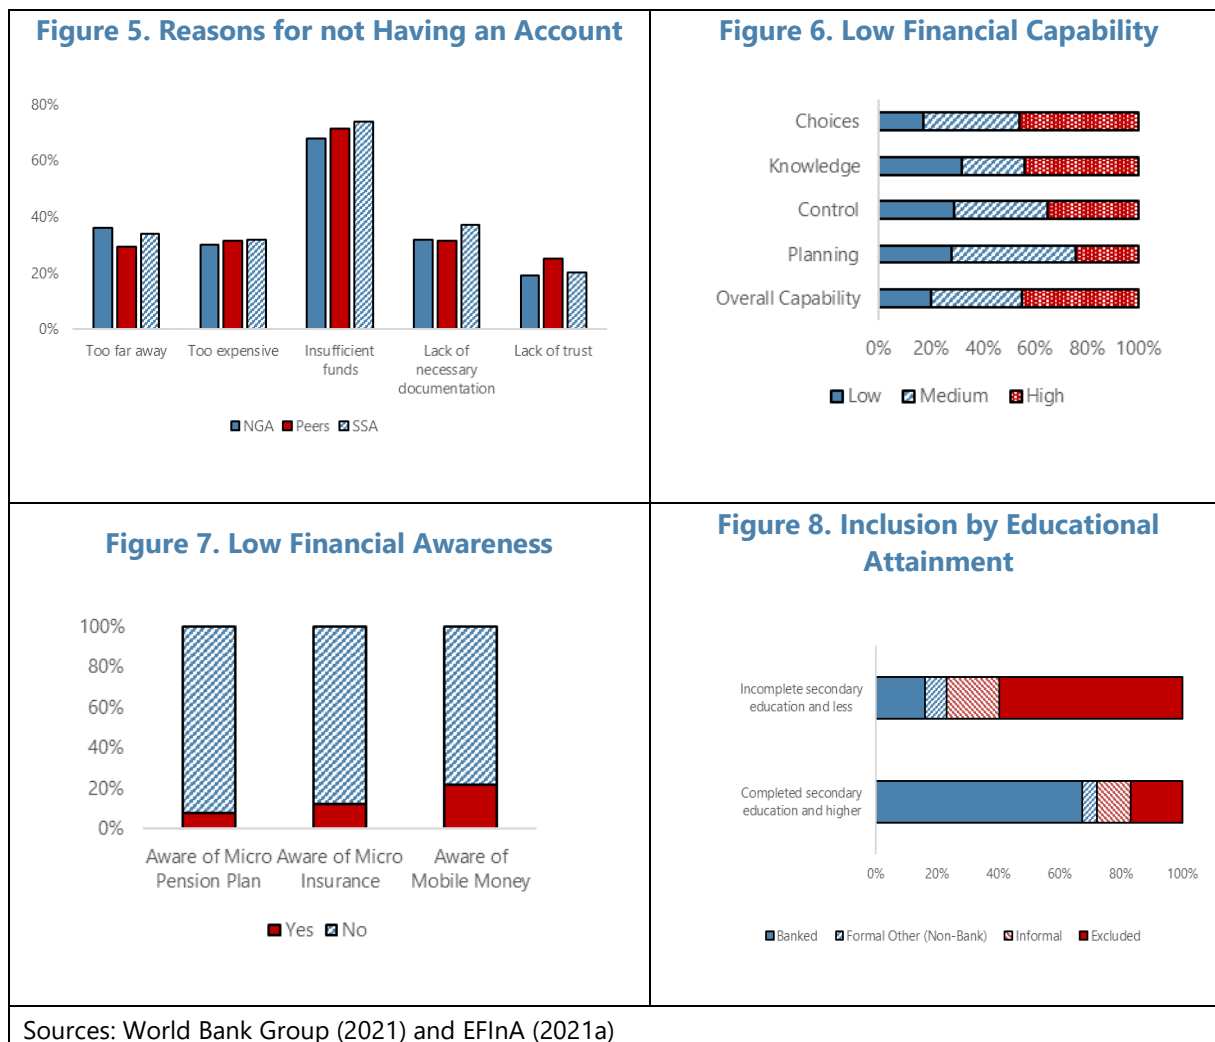 Figure 5. Reasons for not Having an Account
80%
60%
40%
20%
0%
Too far away
Too expensive
Insufficient
funds
Lack of
necessary
documentation
Lack of trust
NGA Peers SSA
Figure 6. Low Financial Capability
Choices
Knowledge
Control
Planning
Overall Capability
0% 20% 40% 60% 80% 100%
Low Medium High
Figure 7. Low Financial Awareness
100%
80%
60%
40%
20%
0%
Aware of Micro
Pension Plan
Aware of Micro
Insurance
Aware of
Mobile Money
Yes No
Figure 8. Inclusion by Educational
Attainment
Incomplete secondary
education and less
Completed secondary
education and higher
0% 20% 40% 60% 80% 100%
Banked Formal Other (Non-Bank) Informal Excluded
Sources: World Bank Group (2021) and EFInA (2021a)